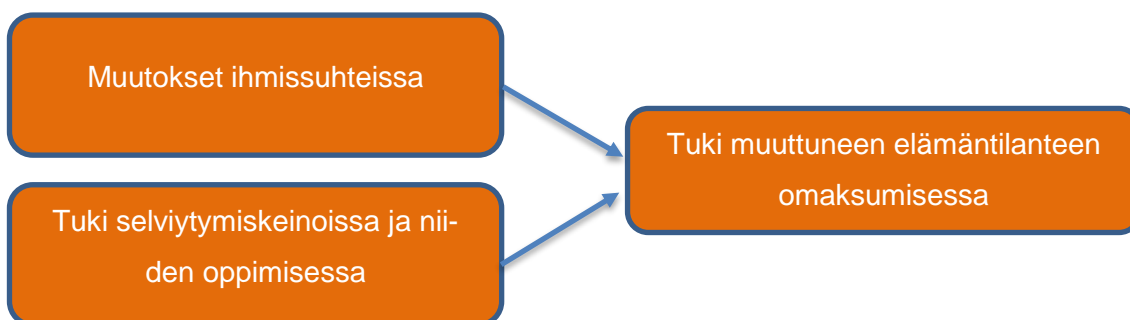 Muutokset ihmissuhteissa
Tuki selviytymiskeinoissa ja nii-
den oppimisessa
Tuki muuttuneen elämäntilanteen
omaksumisessa